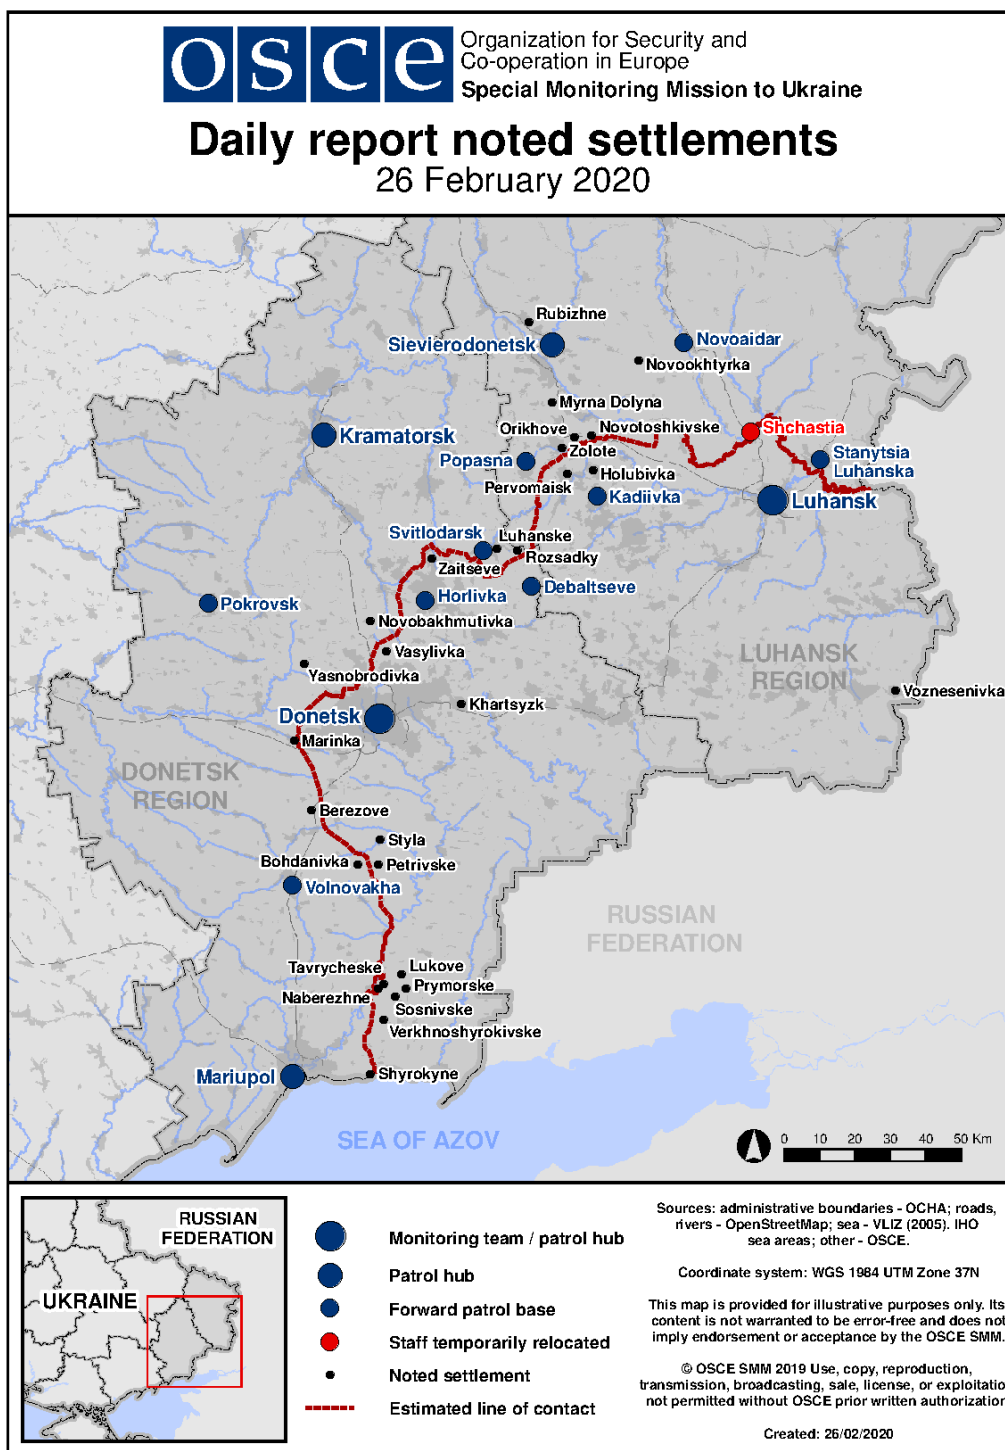 osce
Organization for Security and
Co-operation in Europe
Special Monitoring Mission to Ukraine
Daily report noted settlements
26 February 2020
Rubizhne
Sievierodonetsk
Novoaidar
Novookhtyrka
Myrna Dolyna
Kramatorsk
Orikhove
Novotoshkivske
Shchastia
Zolote
Popasna
Stanytsia
Luhanska
Holubivka
Pervomaisk
Kadiivka
Luhansk
Svitlodarsk
Luhanske
Rozsadky
Zaitseve
Debaltseve
Horlivka
Pokrovsk
Novobakhmutivka
Vasylivka
LUHANSK
REGION
Yasnobrodivka
Voznesenivka
Khartsyzk
Donetsk
Marinka
DONETSK
REGION
Berezove
Styla
Bohdanivka
Petrivske
Volnovakha
RUSSIAN
FEDERATION
Tavrycheske
Lukove
Naberezhne
Prymorske
Sosnivske
Verkhnoshyrokivske
Mariupol
Shyrokyne
SEA OF AZOV
0 10 20 30 40 50 Km
RUSSIAN
FEDERATION
UKRAINE
Monitoring team / patrol hub
Patrol hub
Forward patrol base
Staff temporarily relocated
Noted settlement
Estimated line of contact
Sources: administrative boundaries - OCHA; roads,
rivers - OpenStreetMap; sea - VLIZ (2005). IHO
sea areas; other - OSCE.
Coordinate system: WGS 1984 UTM Zone 37N
This map is provided for illustrative purposes only. Its
content is not warranted to be error-free and does not
imply endorsement or acceptance by the OSCE SMM.
© OSCE SMM 2019 Use, copy, reproduction,
transmission, broadcasting, sale, license, or exploitatio
not permitted without OSCE prior written authorization
Created: 26/02/2020